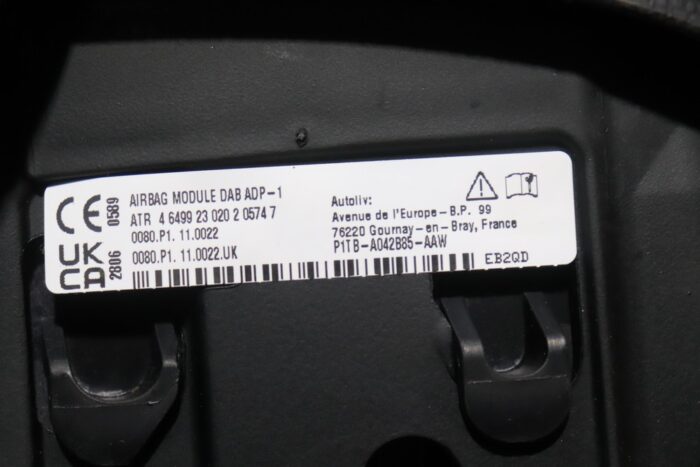 CE 0589
UK CA 2806
AIRBAG MODULE DAB ADP-1
ATR 4 6499 23 020 2 0574 7
0080.P1. 11.0022
0080.P1. 11.0022.UK
Autoliv:
Avenue de l'Europe-B.P. 99
76220 Gournay-en-Bray, France
P1TB-A042B85-AAW
EB2QD